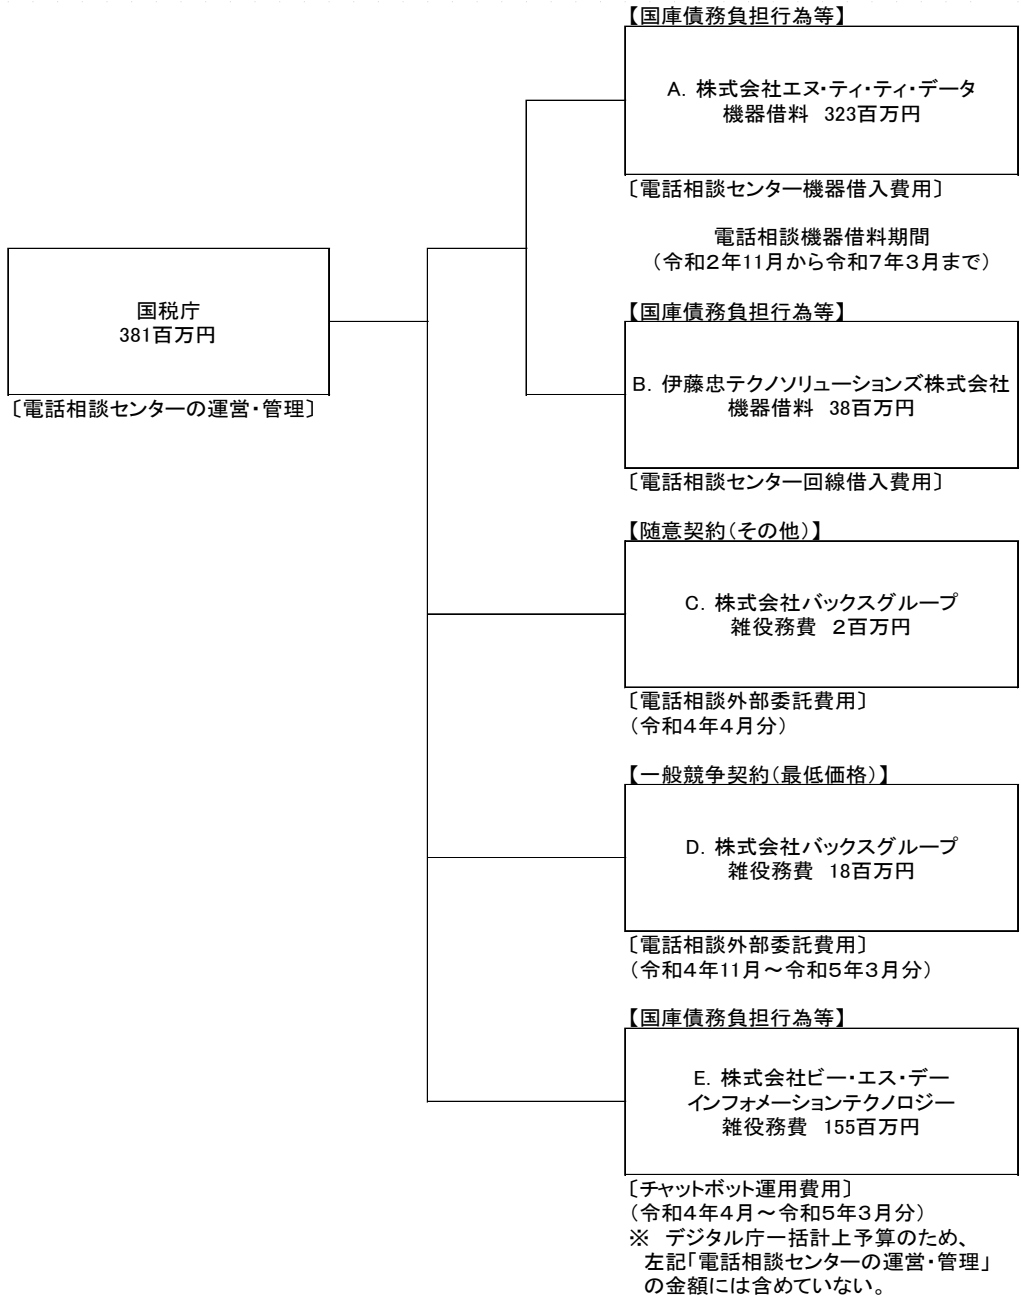 【国庫債務負担行為等】
A. 株式会社エヌ・ティ・ティ・データ
機器借料 323百万円
〔電話相談センター機器借入費用〕
電話相談機器借料期間
（令和２年11月から令和７年３月まで）
国税庁
381百万円
〔電話相談センターの運営・管理〕
【国庫債務負担行為等】
B. 伊藤忠テクノソリューションズ株式会社
機器借料 38百万円
〔電話相談センター回線借入費用〕
【随意契約（その他）】
C. 株式会社バックスグループ
雑役務費 ２百万円
〔電話相談外部委託費用〕
（令和４年４月分）
【一般競争契約（最低価格）】
D. 株式会社バックスグループ
雑役務費 18百万円
〔電話相談外部委託費用〕
（令和４年11月～令和５年３月分）
【国庫債務負担行為等】
E. 株式会社ビー・エス・デー
インフォメーションテクノロジー
雑役務費 155百万円
〔チャットボット運用費用〕
（令和４年４月～令和５年３月分）
※ デジタル庁一括計上予算のため、
左記「電話相談センターの運営・管理」
の金額には含めていない。